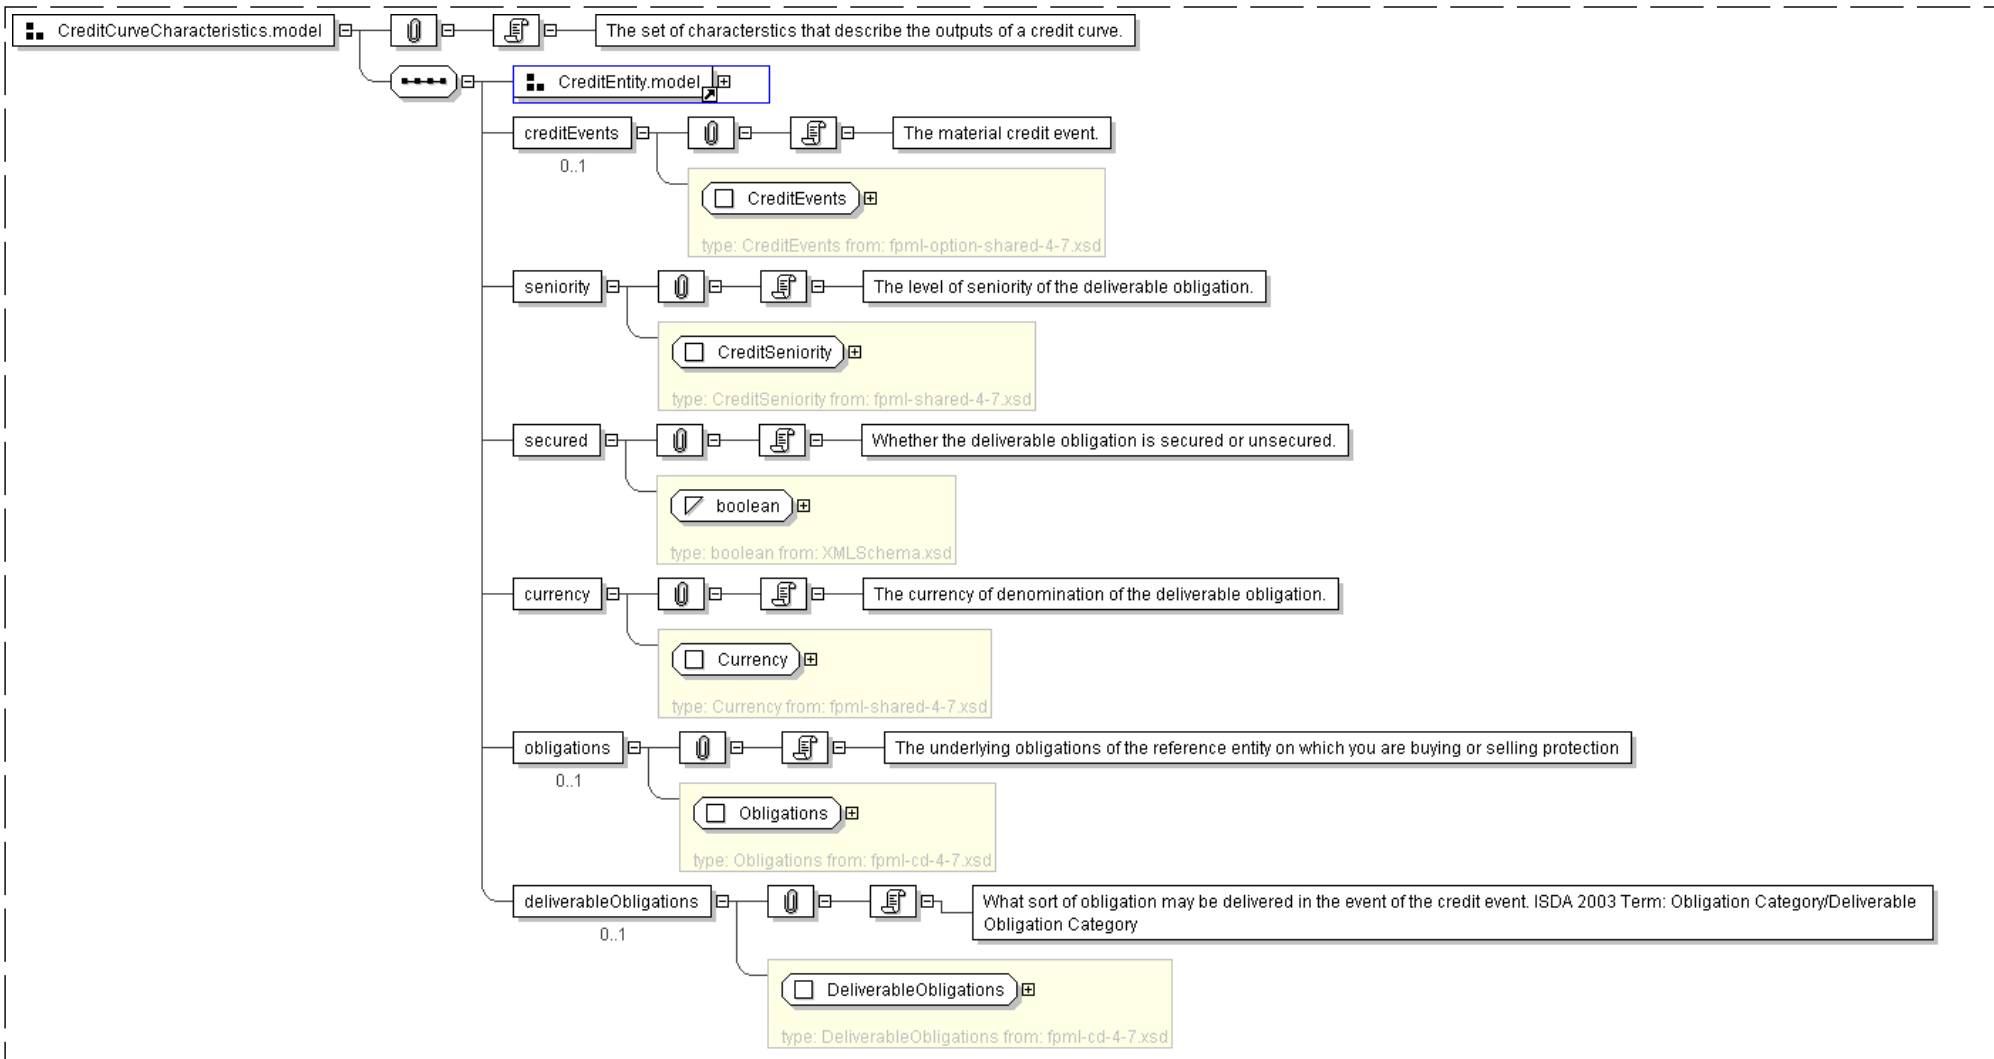 CreditCurveCharacteristics.model
The set of characterstics that describe the outputs of a credit curve.
CreditEntity.model
creditEvents
The material credit event.
0..1
CreditEvents
type: CreditEvents from: fpml-option-shared-4-7.xsd
seniority
The level of seniority of the deliverable obligation.
CreditSeniority
type: CreditSeniority from: fpml-shared-4-7.xsd
secured
Whether the deliverable obligation is secured or unsecured.
boolean
type: boolean from: XMLSchema.xsd
currency
The currency of denomination of the deliverable obligation.
Currency
type: Currency from: fpml-shared-4-7.xsd
obligations
The underlying obligations of the reference entity on which you are buying or selling protection
0..1
Obligations
type: Obligations from: fpml-cd-4-7.xsd
deliverableObligations
What sort of obligation may be delivered in the event of the credit event. ISDA 2003 Term: Obligation Category/Deliverable
Obligation Category
0..1
DeliverableObligations
type: DeliverableObligations from: fpml-cd-4-7.xsd